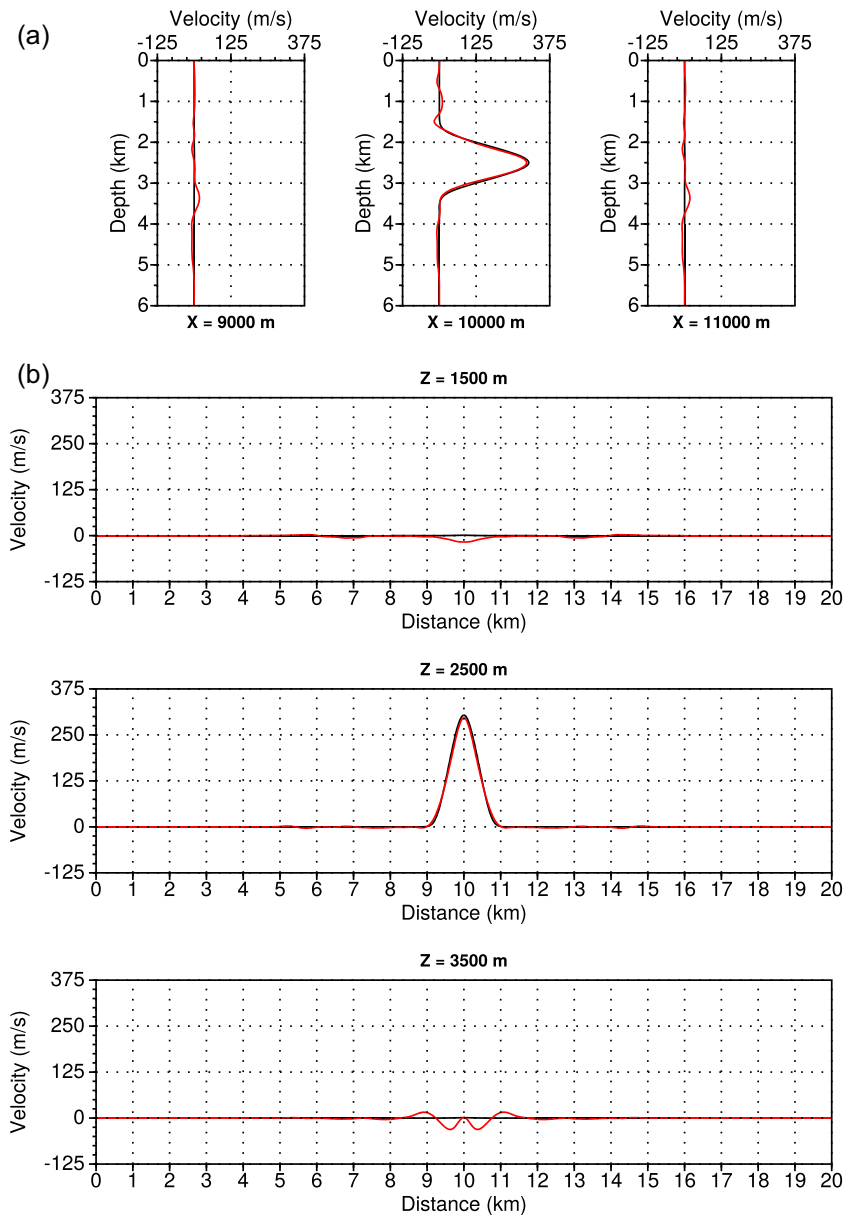 (a)
Velocity (m/s) Velocity (m/s) Velocity (m/s)
-125 125 375 -125 125 375 -125 125 375
0 0 0
1 1 1
2 2 2
3 3 3
4 4 4
5 5 5
6 6 6
Depth (km) Depth (km) Depth (km)
X = 9000 m X = 10000 m X = 11000 m
(b)
Z = 1500 m
375
250
125
0
-125
Velocity (m/s)
0 1 2 3 4 5 6 7 8 9 10 11 12 13 14 15 16 17 18 19 20
Distance (km)
Z = 2500 m
375
250
125
0
-125
Velocity (m/s)
0 1 2 3 4 5 6 7 8 9 10 11 12 13 14 15 16 17 18 19 20
Distance (km)
Z = 3500 m
375
250
125
0
-125
Velocity (m/s)
0 1 2 3 4 5 6 7 8 9 10 11 12 13 14 15 16 17 18 19 20
Distance (km)